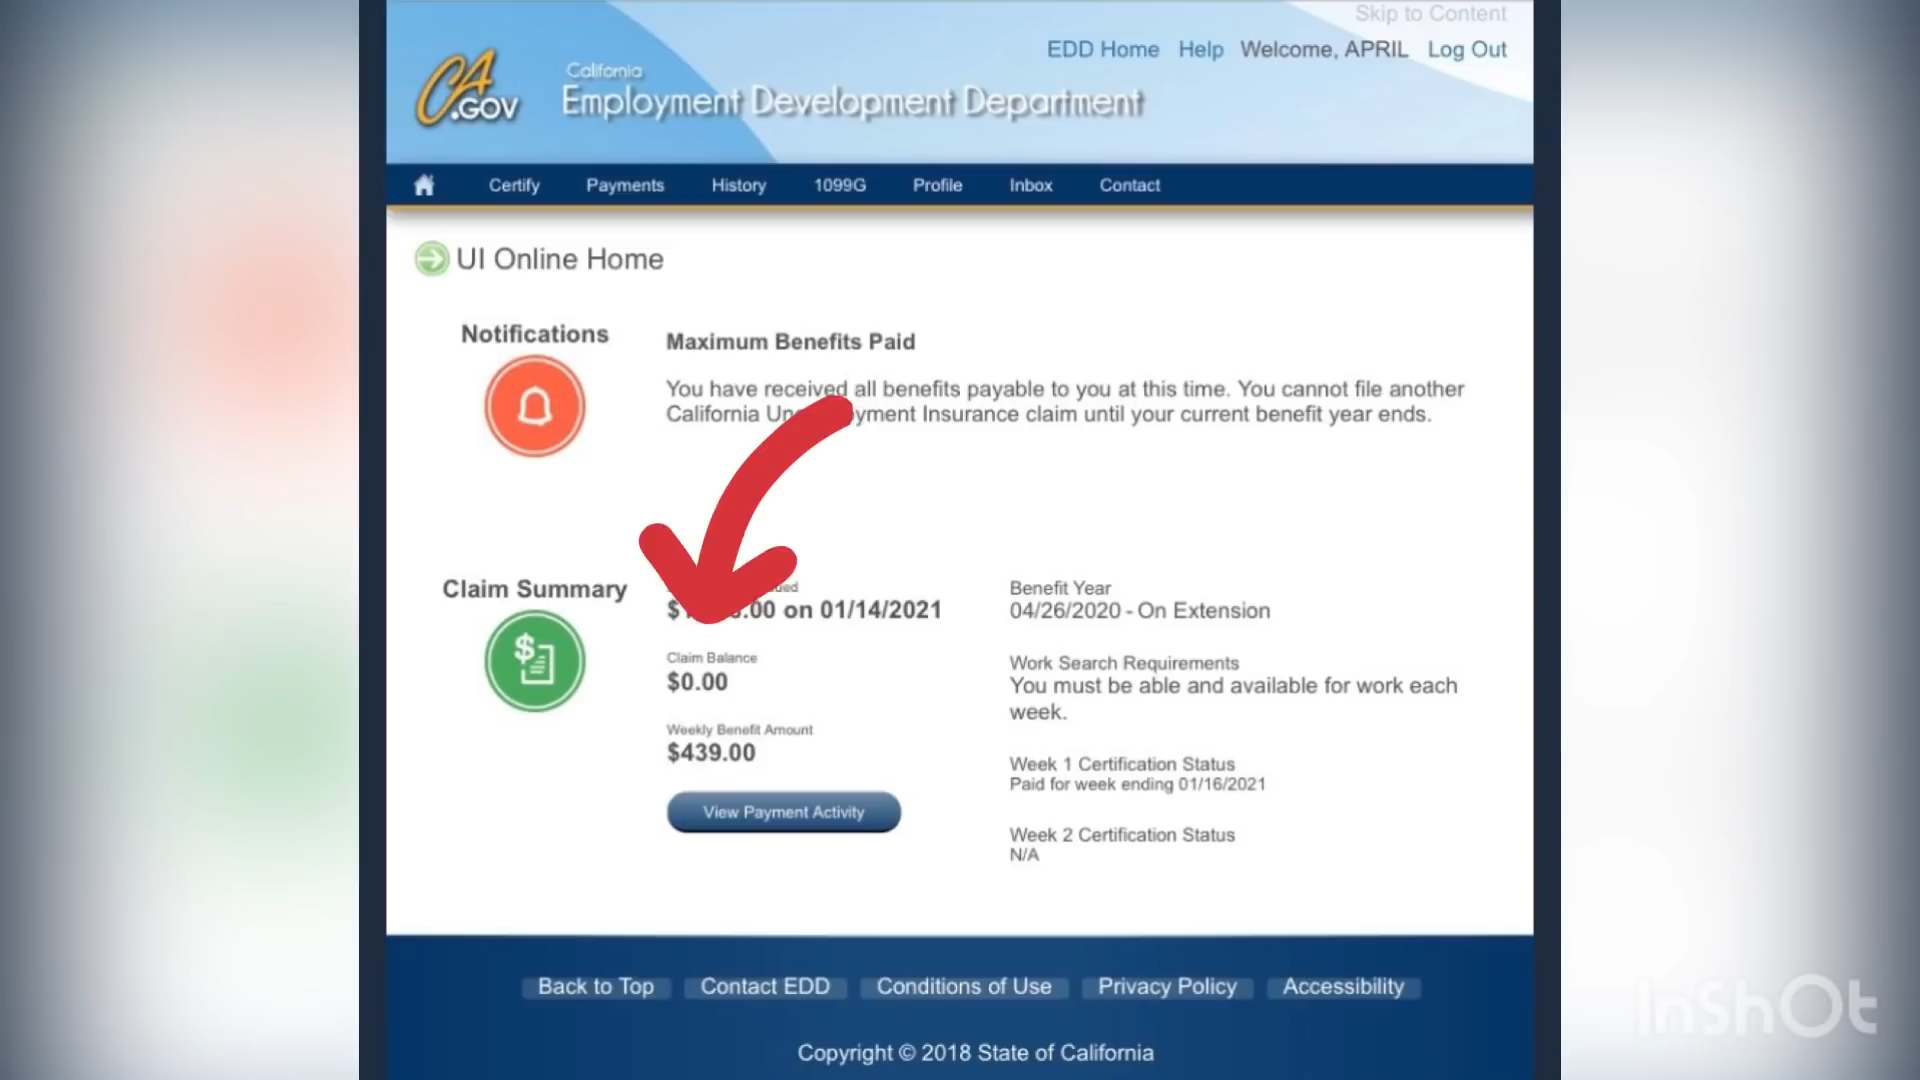 Skip to Content
EDD Home Help Welcome, APRIL Log Out
CA.GOV
California
Employment Development Department
Certify Payments History 1099G Profile Inbox Contact
UI Online Home
Notifications
Maximum Benefits Paid
You have received all benefits payable to you at this time. You cannot file another
California yment Insurance claim until your current benefit year ends.
Claim Summary
.00 on 01/14/2021
Claim Balance
$0.00
Weekly Benefit Amount
$439.00
View Payment Activity
Benefit Year
04/26/2020 - On Extension
Work Search Requirements
You must be able and available for work each
week.
Week 1 Certification Status
Paid for week ending 01/16/2021
Week 2 Certification Status
N/A
Back to Top Contact EDD Conditions of Use Privacy Policy Accessibility
Copyright © 2018 State of California
InShOt